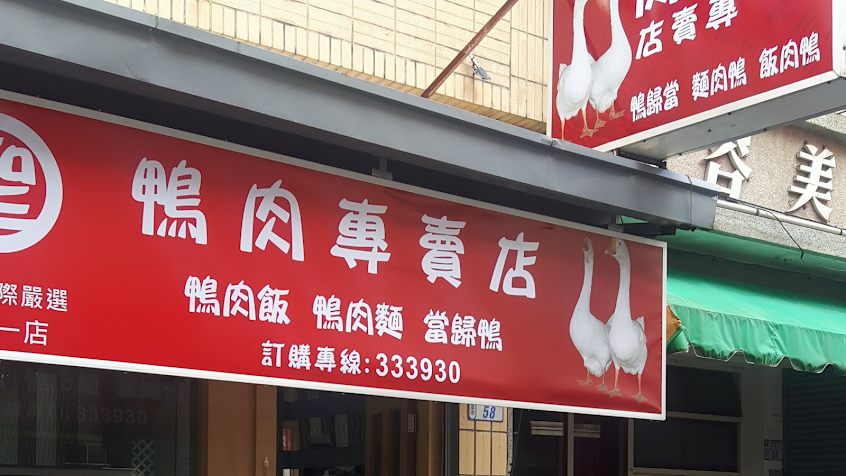 鴨肉專賣店
鴨肉飯 鴨肉麵 當歸鴨
訂購專線:333930
際嚴選
一店
店賣專
鴨歸當 麵肉鴨 飯肉鴨
容美
58
333930